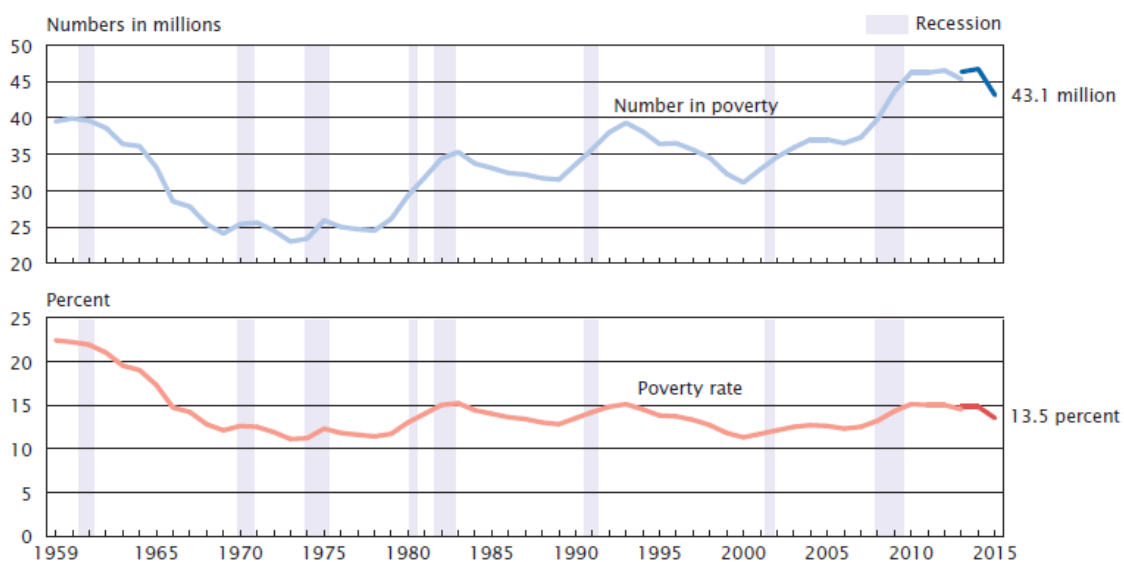 Numbers in millions
Recession
50
45
40
35
30
25
20
Number in poverty
43.1 million
Percent
25
20
15
10
5
0
Poverty rate
13.5 percent
1959 1965 1970 1975 1980 1985 1990 1995 2000 2005 2010 2015